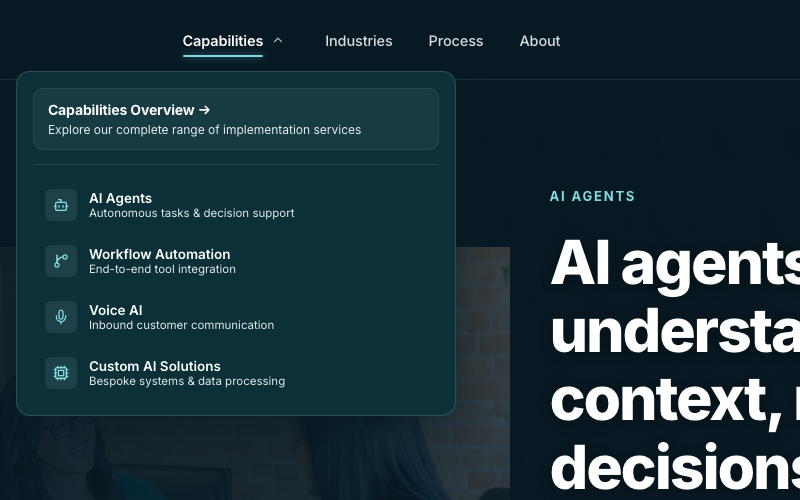 Capabilities
Industries
Process
About
Capabilities Overview →
Explore our complete range of implementation services
AI Agents
Autonomous tasks & decision support
Workflow Automation
End-to-end tool integration
Voice AI
Inbound customer communication
Custom AI Solutions
Bespoke systems & data processing
AI AGENTS
AI agents
understa
context,
decisions